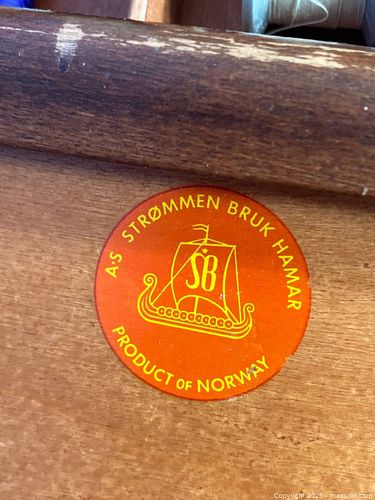 A/S STRØMMEN BRUK HAMAR
SB
PRODUCT OF NORWAY
Copyright 2025 - maxsold.com